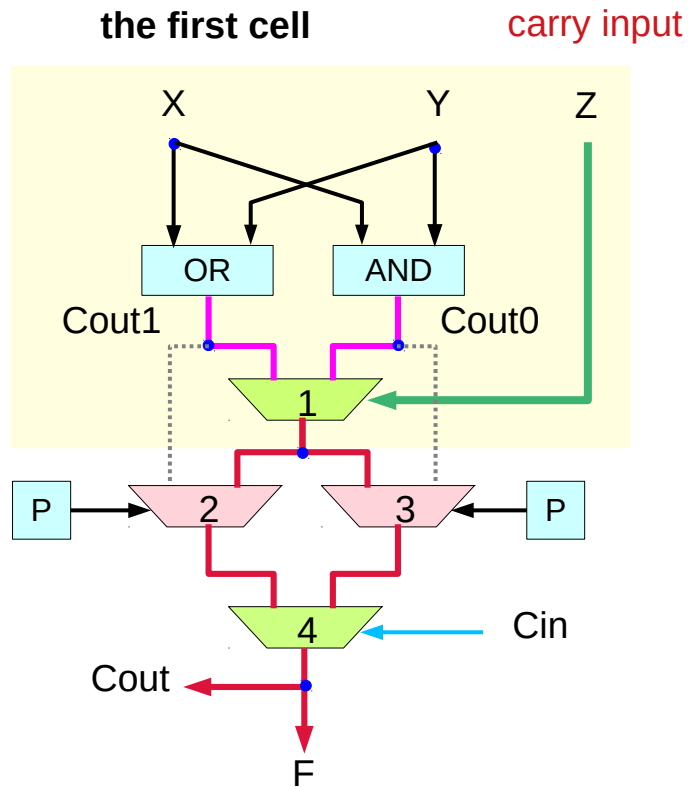 the first cell
carry input
X
Y
Z
OR
AND
Cout1
Cout0
1
P
2
3
P
4
Cin
Cout
F